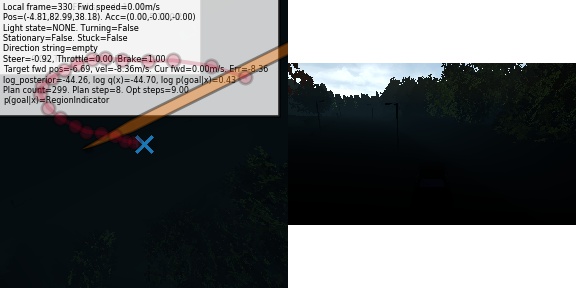 Local frame=330: Fwd speed=0.00m/s
Pos=(-4.81,82.99,38.18). Acc=(0.00,-0.00,-0.00)
Light state=NONE. Turning=False
Stationary=False. Stuck=False
Direction string=empty
Steer=-0.92, Throttle=0.00, Brake=1.00
Target fwd pos=-6.69, vel=-8.36m/s. Cur fwd=0.00m/s, Err=-8.36
log_posterior=-44.26, log q(x)=-44.70, log p(goal|x)=0.43
Plan count=299. Plan step=8. Opt steps=9.00
p(goal|x)=RegionIndicator